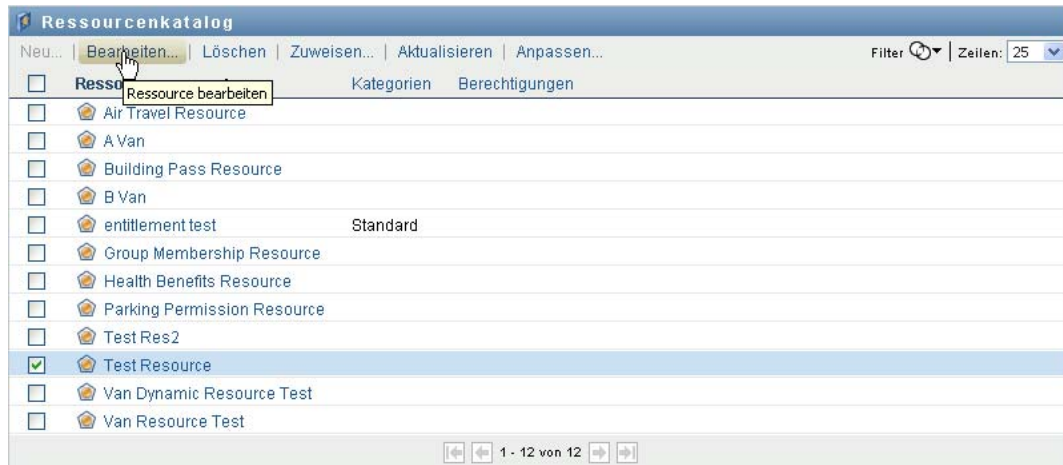 Ressourcenkatalog
Neu... | Bearbeiten... | Löschen | Zuweisen... | Aktualisieren | Anpassen... Filter | Zeilen: 25
Resso Kategorien Berechtigungen
Ressource bearbeiten
Air Travel Resource
A Van
Building Pass Resource
B Van
entitlement test Standard
Group Membership Resource
Health Benefits Resource
Parking Permission Resource
Test Res2
Test Resource
Van Dynamic Resource Test
Van Resource Test
1 - 12 von 12